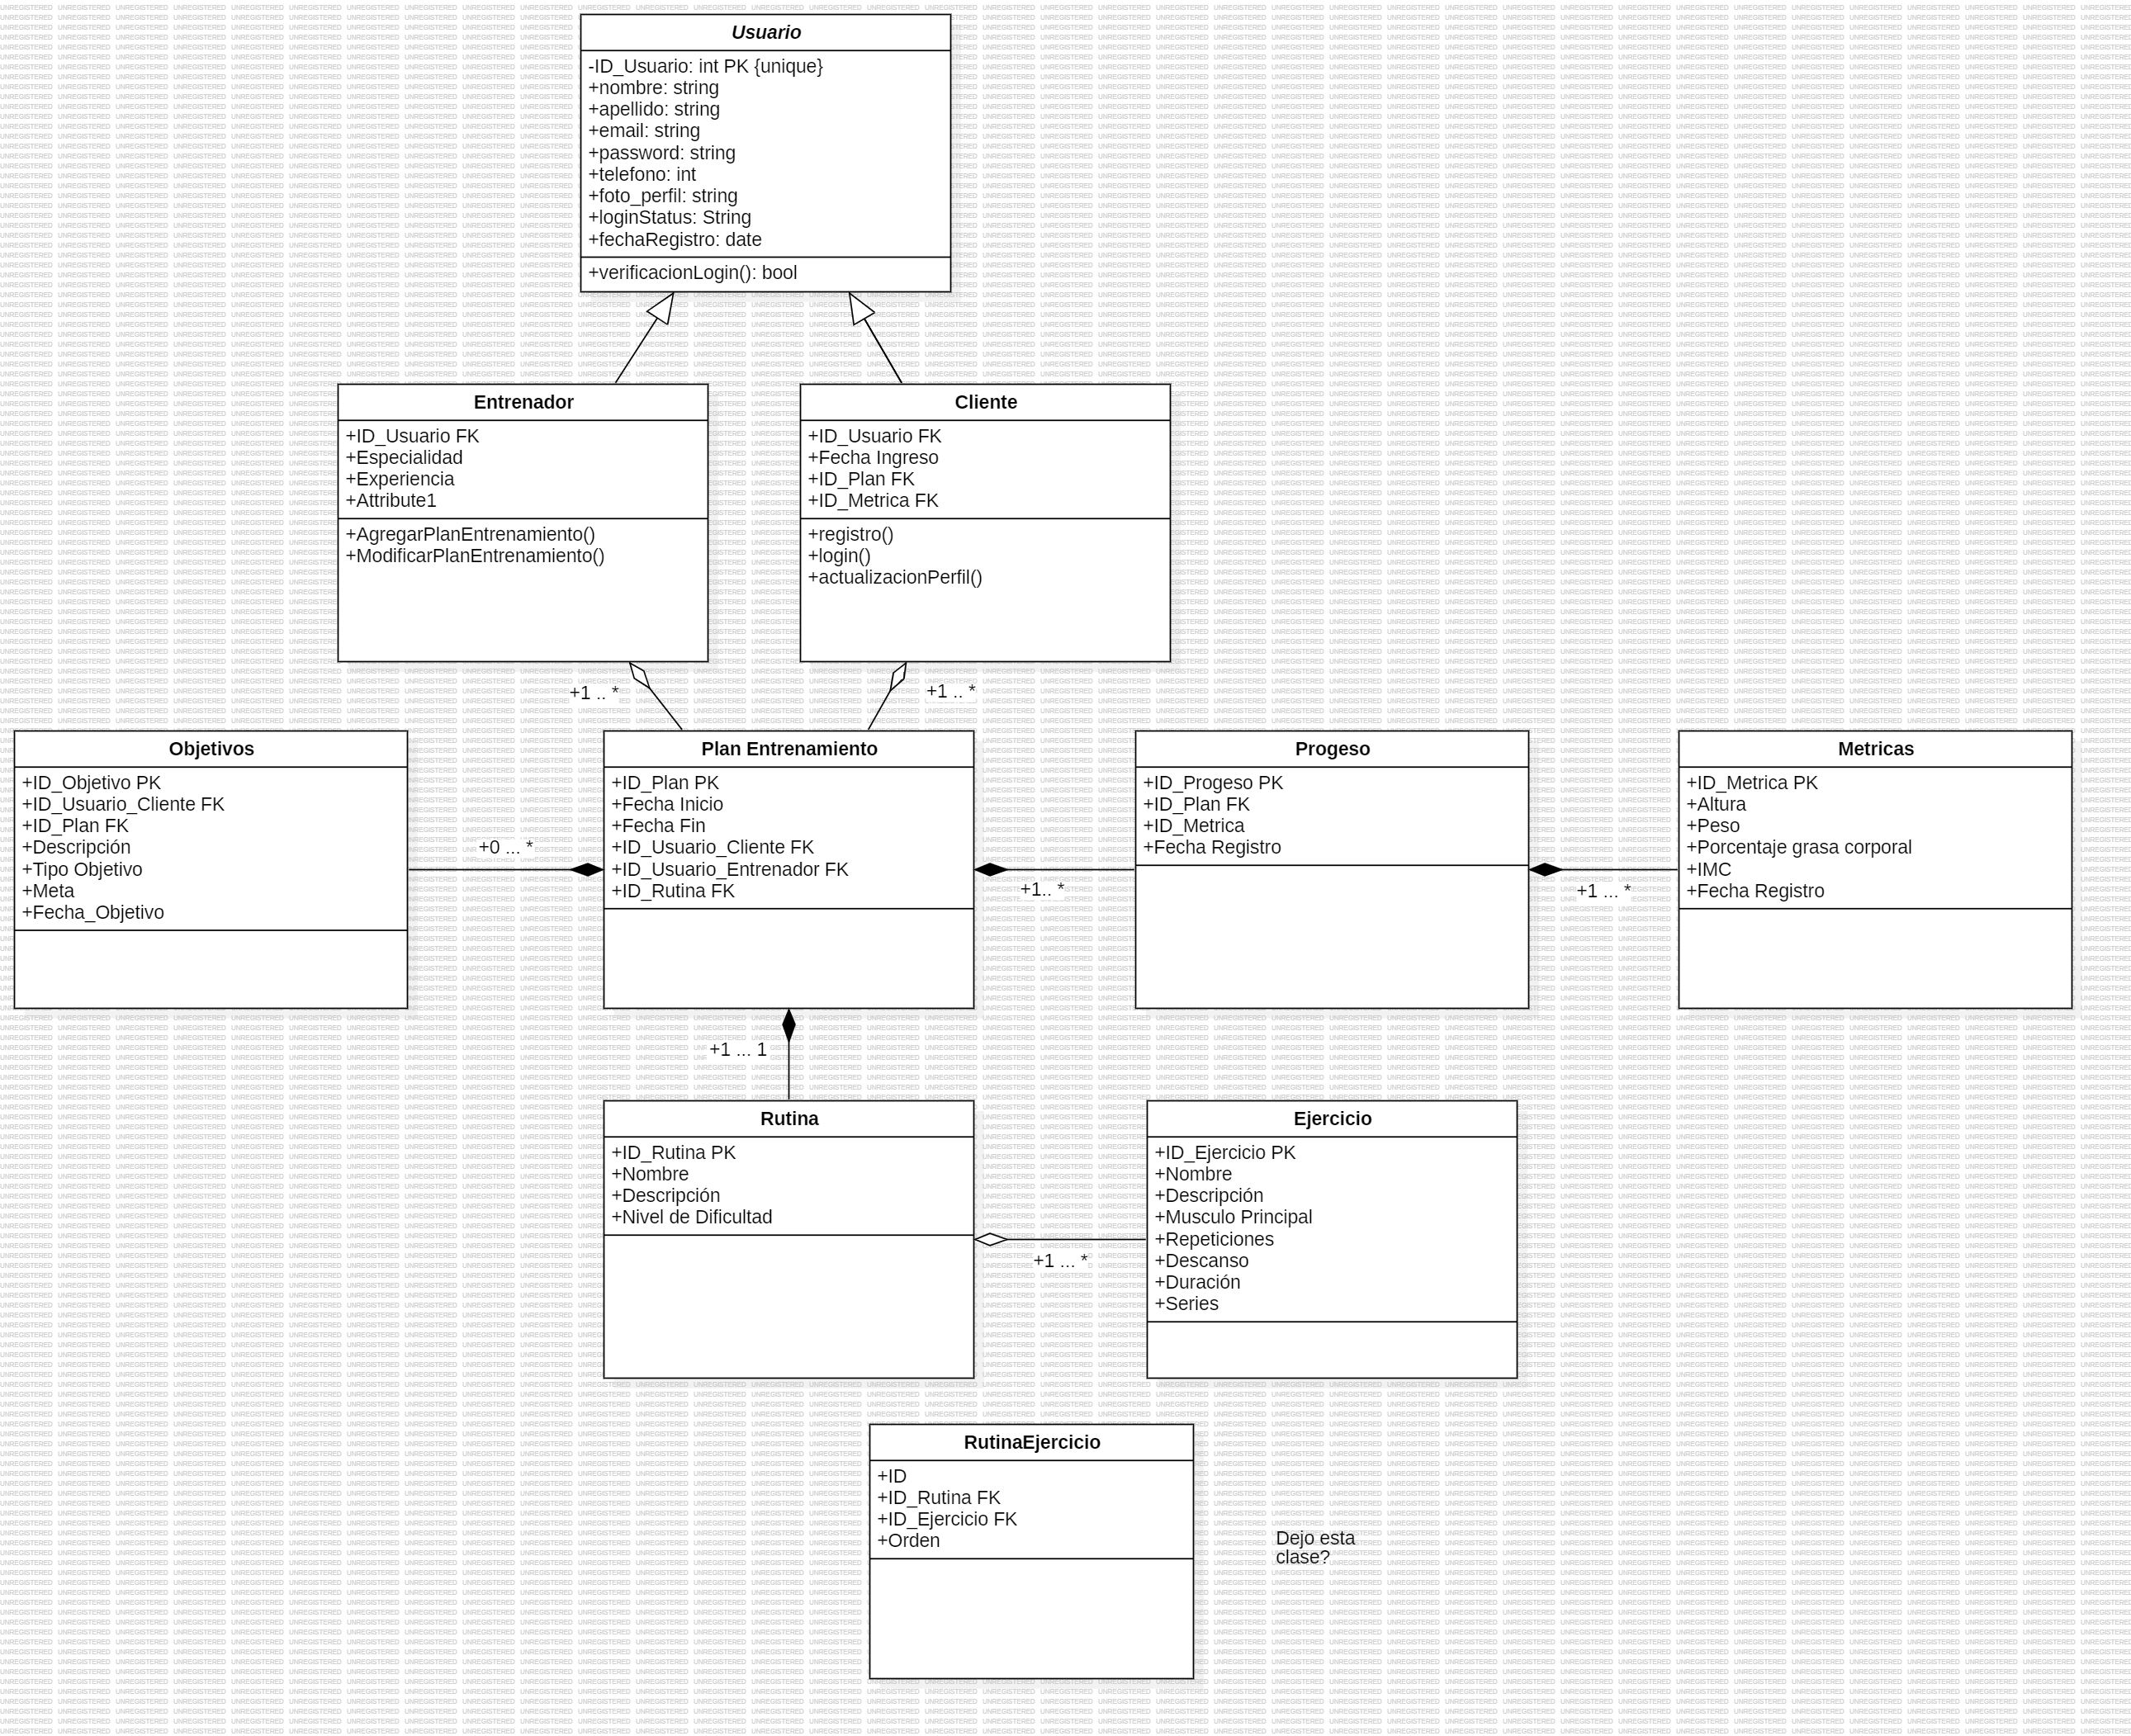 Usuario
-ID_Usuario: int PK {unique}
+nombre: string
+apellido: string
+email: string
+password: string
+telefono: int
+foto_perfil: string
+loginStatus: String
+fechaRegistro: date
+verificacionLogin(): bool
Entrenador
+ID_Usuario FK
+Especialidad
+Experiencia
+Attribute1
+AgregarPlanEntrenamiento()
+ModificarPlanEntrenamiento()
Cliente
+ID_Usuario FK
+Fecha Ingreso
+ID_Plan FK
+ID_Metrica FK
+registro()
+login()
+actualizacionPerfil()
+1 .. *
+1 .. *
Objetivos
+ID_Objetivo PK
+ID_Usuario_Cliente FK
+ID_Plan FK
+Descripción
+Tipo Objetivo
+Meta
+Fecha_Objetivo
+0 ... *
Plan Entrenamiento
+ID_Plan PK
+Fecha Inicio
+Fecha Fin
+ID_Usuario_Cliente FK
+ID_Usuario_Entrenador FK
+ID_Rutina FK
+1.. *
Progeso
+ID_Progeso PK
+ID_Plan FK
+ID_Metrica
+Fecha Registro
+1 ... *
Metricas
+ID_Metrica PK
+Altura
+Peso
+Porcentaje grasa corporal
+IMC
+Fecha Registro
+1 ... 1
Rutina
+ID_Rutina PK
+Nombre
+Descripción
+Nivel de Dificultad
+1 ... *
Ejercicio
+ID_Ejercicio PK
+Nombre
+Descripción
+Musculo Principal
+Repeticiones
+Descanso
+Duración
+Series
RutinaEjercicio
+ID
+ID_Rutina FK
+ID_Ejercicio FK
+Orden
Dejo esta
clase?
UNREGISTERED